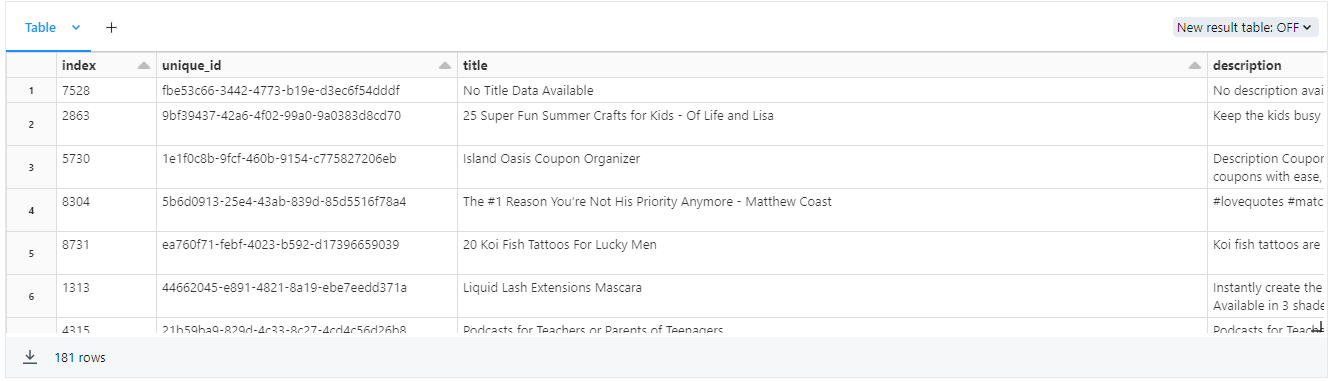 Table
New result table: OFF
index unique_id title description
1 7528 fbe53c66-3442-4773-b19e-d3ec6f54dddf No Title Data Available No description avai
2 2863 9bf39437-42a6-4f02-99a0-9a0383d8cd70 25 Super Fun Summer Crafts for Kids - Of Life and Lisa Keep the kids busy
3 5730 1e1f0c8b-9fcf-460b-9154-c775827206eb Island Oasis Coupon Organizer Description Coupor
coupons with ease,
4 8304 5b6d0913-25e4-43ab-839d-85d5516f78a4 The #1 Reason You're Not His Priority Anymore - Matthew Coast #lovequotes #matc
5 8731 ea760f71-febf-4023-b592-d17396659039 20 Koi Fish Tattoos For Lucky Men Koi fish tattoos are
6 1313 44662045-e891-4821-8a19-ebe7eedd371a Liquid Lash Extensions Mascara Instantly create the
Available in 3 shade
4315 21b59ba9-829d-4c33-8c27-4cd4c56d26b8 Podcasts for Teachers or Parents of Teenagers Podcasts for
181 rows